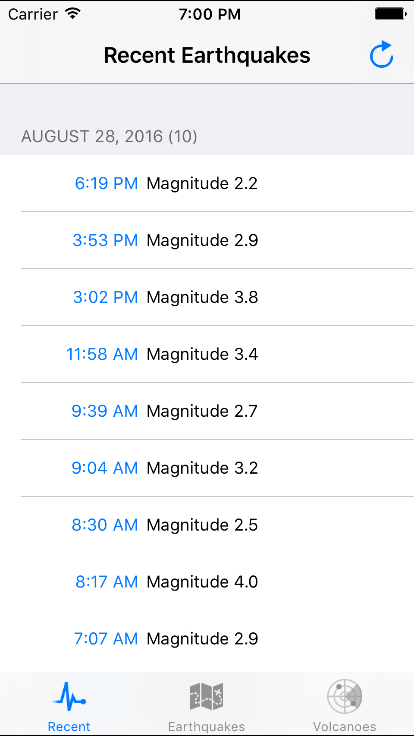 Carrier 7:00 PM
Recent Earthquakes
AUGUST 28, 2016 (10)
6:19 PM Magnitude 2.2
3:53 PM Magnitude 2.9
3:02 PM Magnitude 3.8
11:58 AM Magnitude 3.4
9:39 AM Magnitude 2.7
9:04 AM Magnitude 3.2
8:30 AM Magnitude 2.5
8:17 AM Magnitude 4.0
7:07 AM Magnitude 2.9
Recent Earthquakes Volcanoes